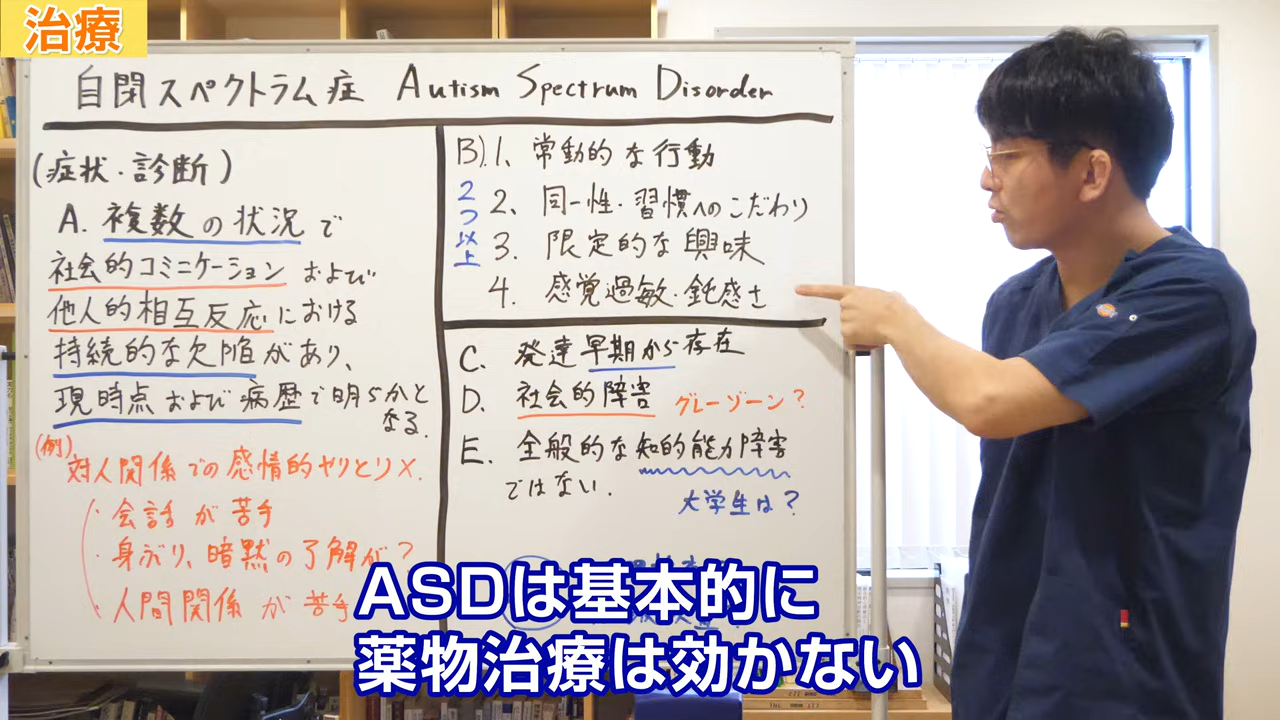 治療
自閉スペクトラム症 Autism Spectrum Disorder
(症状・診断)
A. 複数の状況で
社会的コミニケーション および
他人的相互反応における
持続的な欠陥があり、
現時点および病歴で明らかと
なる.
(例)
対人関係での感情的ヤリとり×.
・会話が苦手
・身ぶり、暗黙の了解が?
・人間関係が苦手
B).1、常動的な行動
2つ以上
2、同一性・習慣へのこだわり
3. 限定的な興味
4. 感覚過敏・鈍感さ
C. 発達早期から存在
D. 社会的障害 グレーゾーン?
E. 全般的な知的能力障害
ではない.
大学生は?
ASDは基本的に
薬物治療は効かない